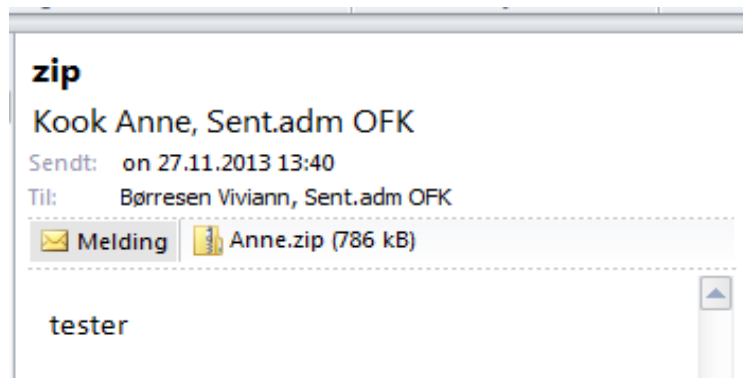 zip
Kook Anne, Sent.adm OFK
Sendt: on 27.11.2013 13:40
Til: Børresen Viviann, Sent.adm OFK
Melding Anne.zip (786 kB)
tester